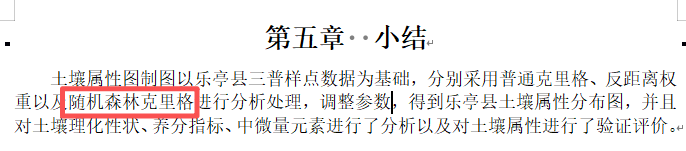 第五章 小结
土壤属性图制图以乐亭县三普样点数据为基础，分别采用普通克里格、反距离权
重以及随机森林克里格进行分析处理，调整参数，得到乐亭县土壤属性分布图，并且
对土壤理化性状、养分指标、中微量元素进行了分析以及对土壤属性进行了验证评价。